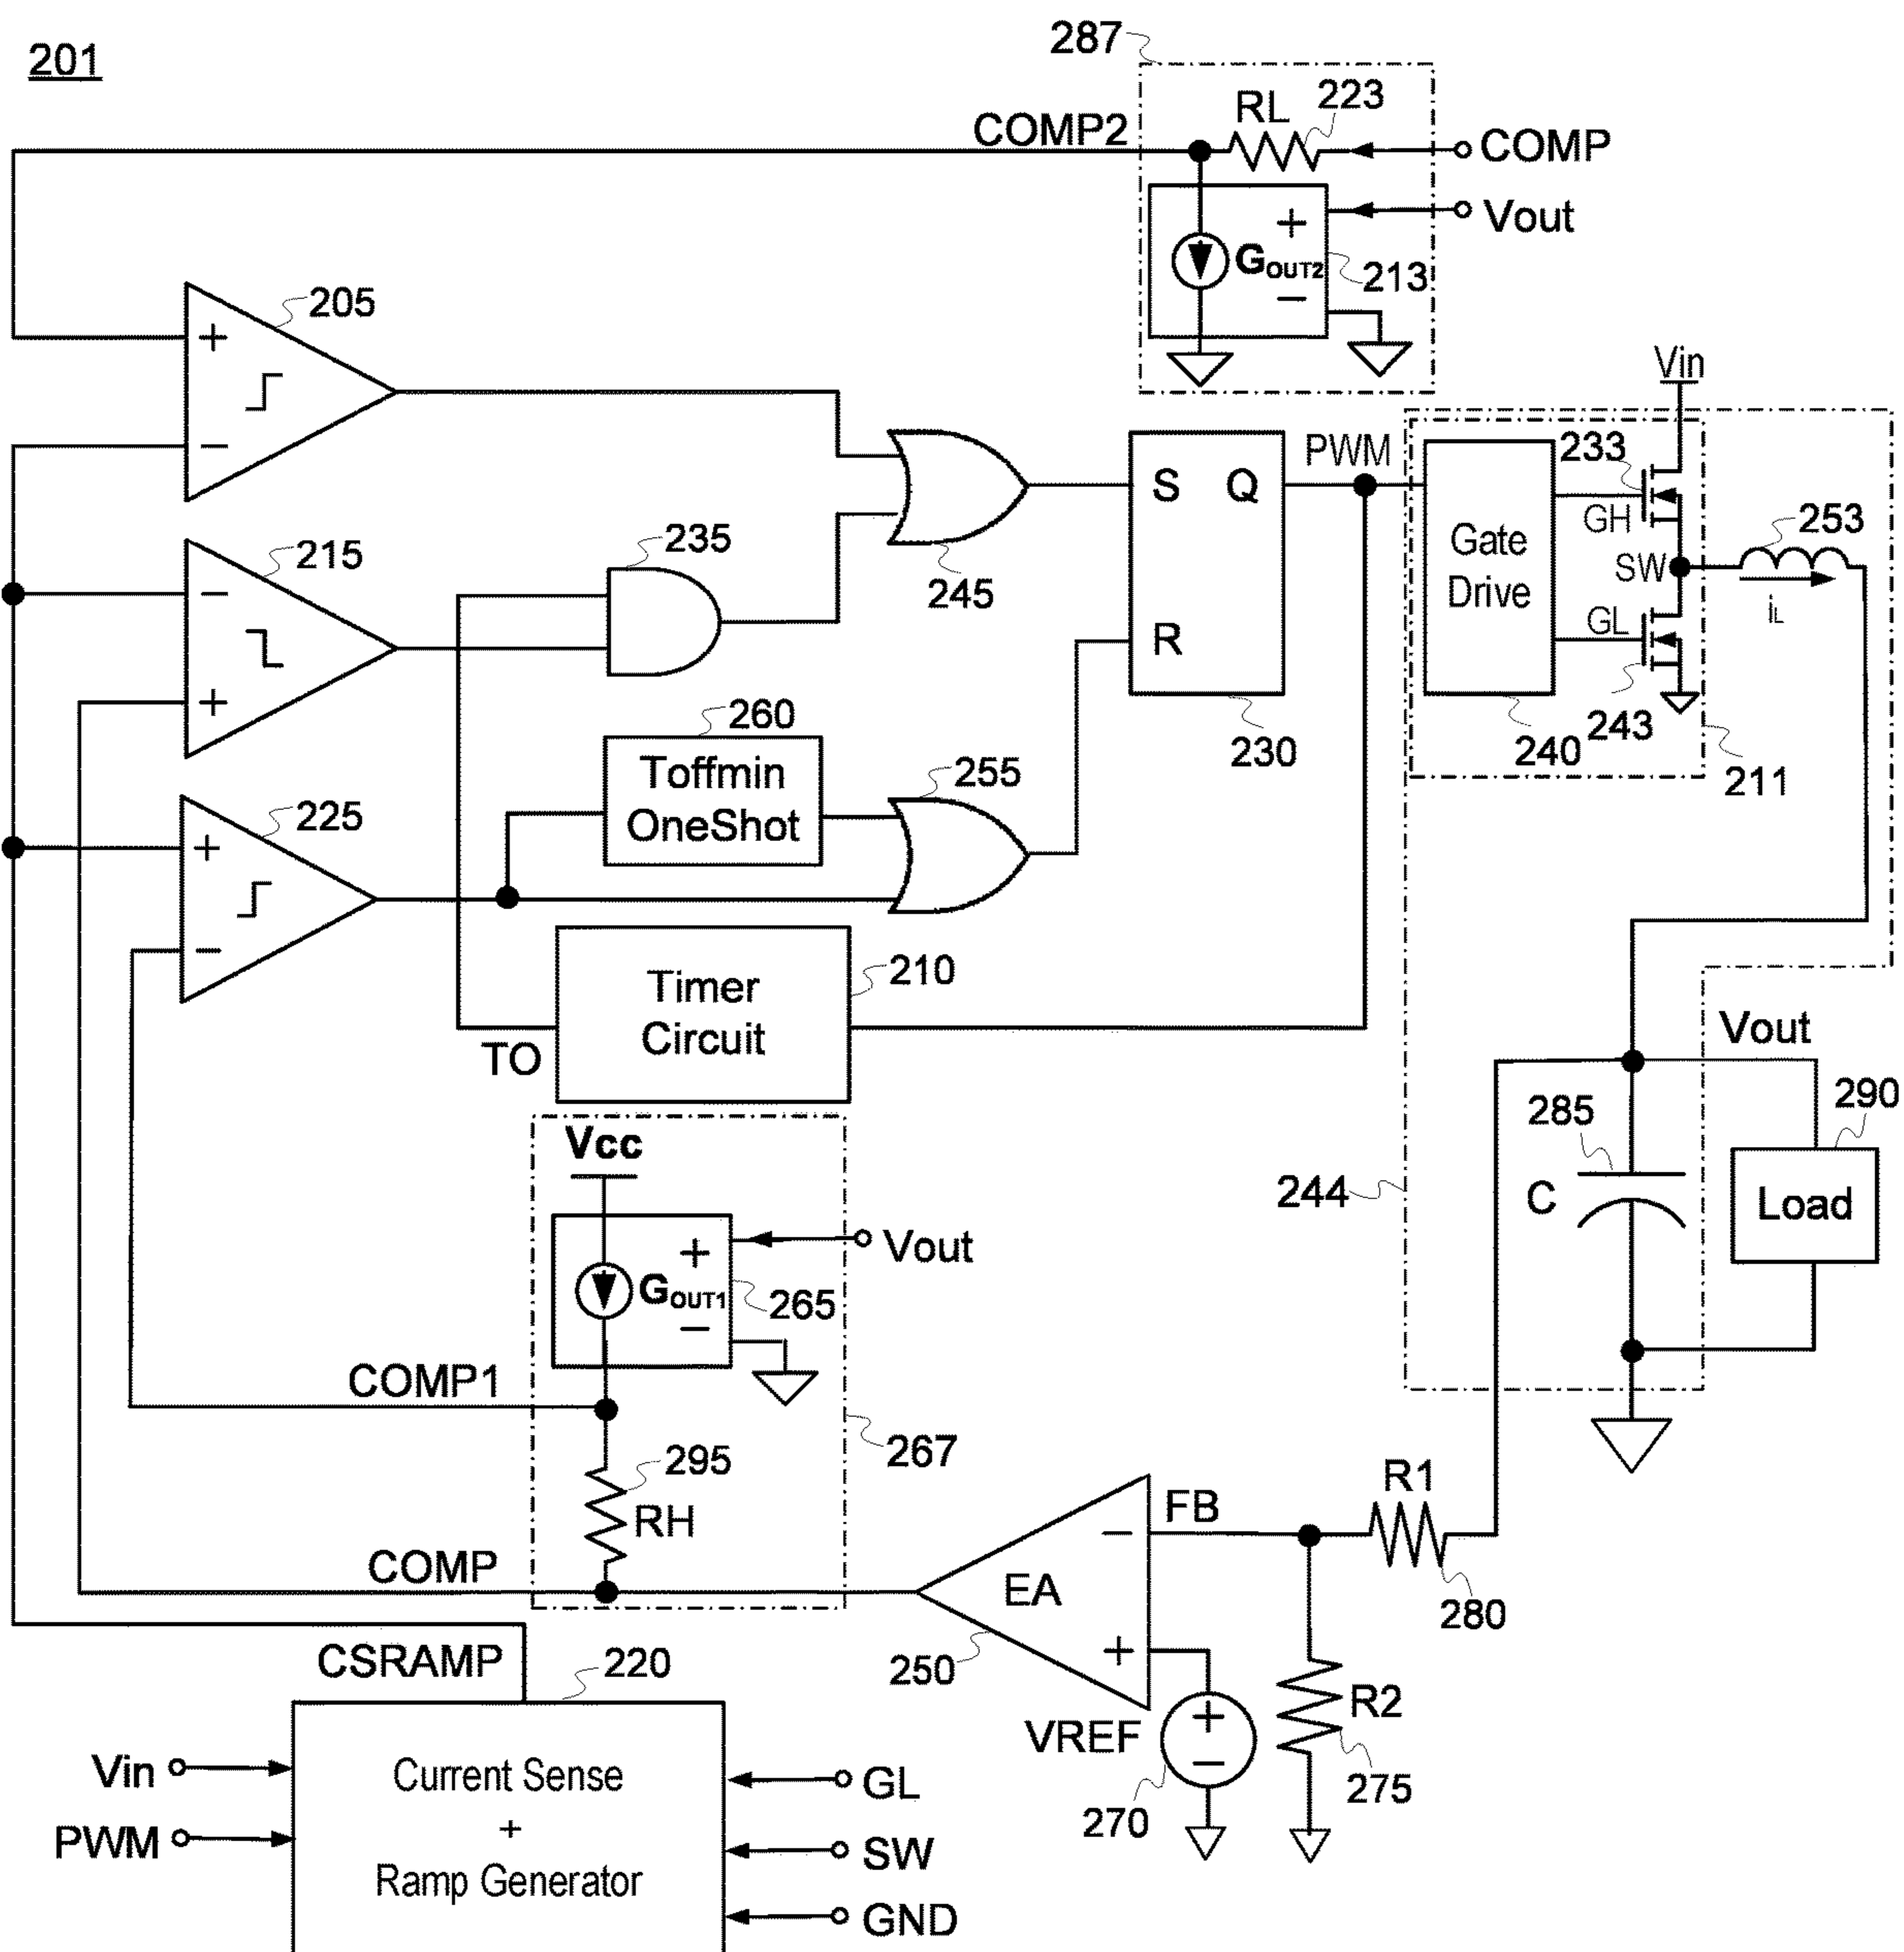 201
287
RL
223
COMP2
COMP
Vout
+
G
OUT2
213
−
205
+
−
Vin
233
GH
PWM
S
Q
R
230
Gate
Drive
SW
253
iL
GL
243
240
211
215
−
+
235
245
260
Toffmin
OneShot
255
225
+
−
210
Timer
Circuit
TO
Vout
285
290
C
Load
244
Vcc
+
G
OUT1
−
Vout
265
COMP1
267
295
RH
COMP
EA
−
+
FB
R1
280
250
VREF
+
−
270
R2
275
CSRAMP
220
Vin
PWM
Current Sense
+
Ramp Generator
GL
SW
GND